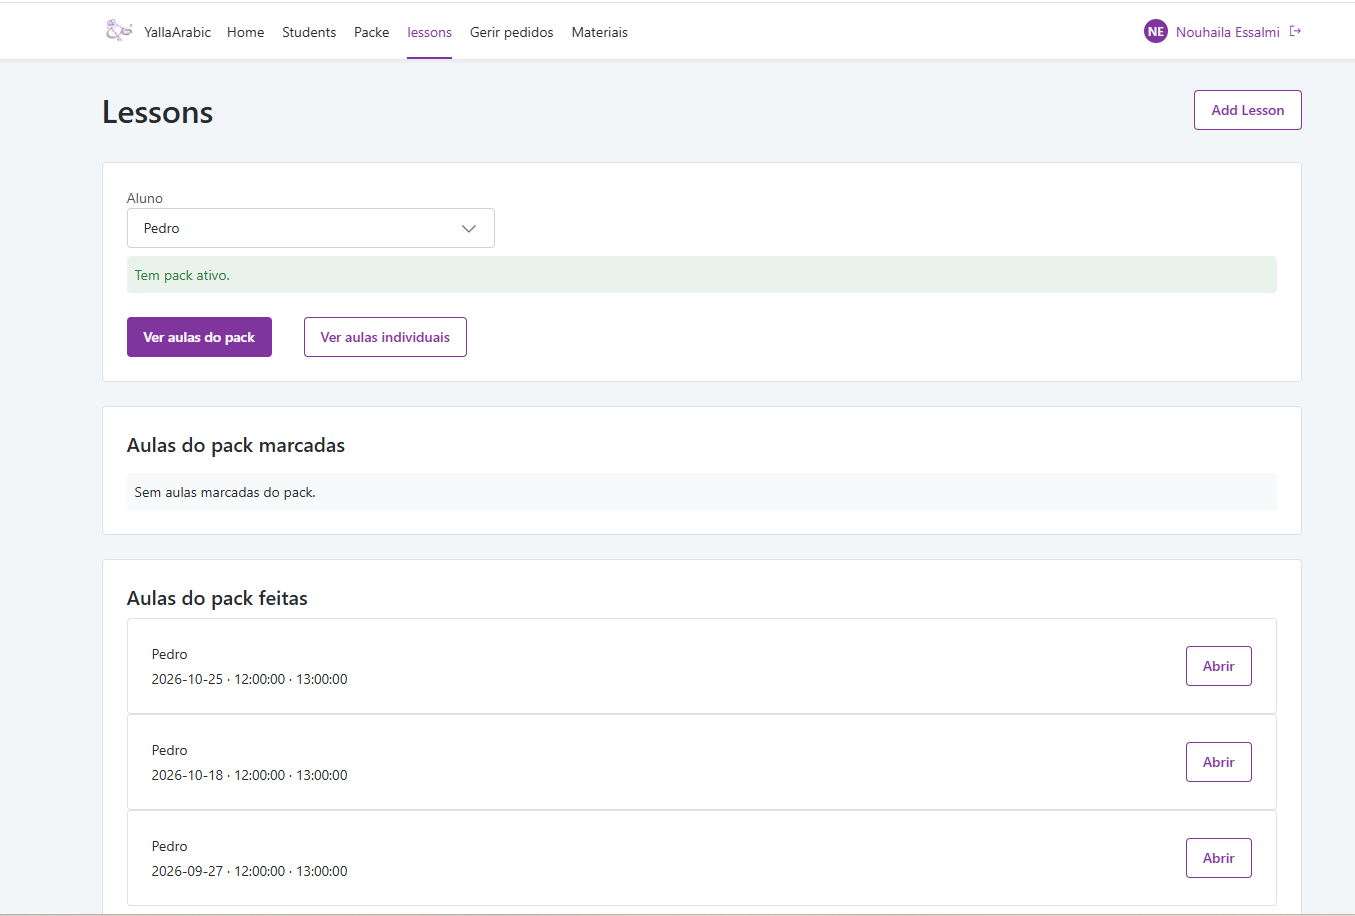 YallaArabic Home Students Packe lessons Gerir pedidos Materiais NE Nouhaila Essalmi
Lessons
Add Lesson
Aluno
Pedro
Tem pack ativo.
Ver aulas do pack Ver aulas individuais
Aulas do pack marcadas
Sem aulas marcadas do pack.
Aulas do pack feitas
Pedro
2026-10-25 · 12:00:00 · 13:00:00
Abrir
Pedro
2026-10-18 · 12:00:00 · 13:00:00
Abrir
Pedro
2026-09-27 · 12:00:00 · 13:00:00
Abrir